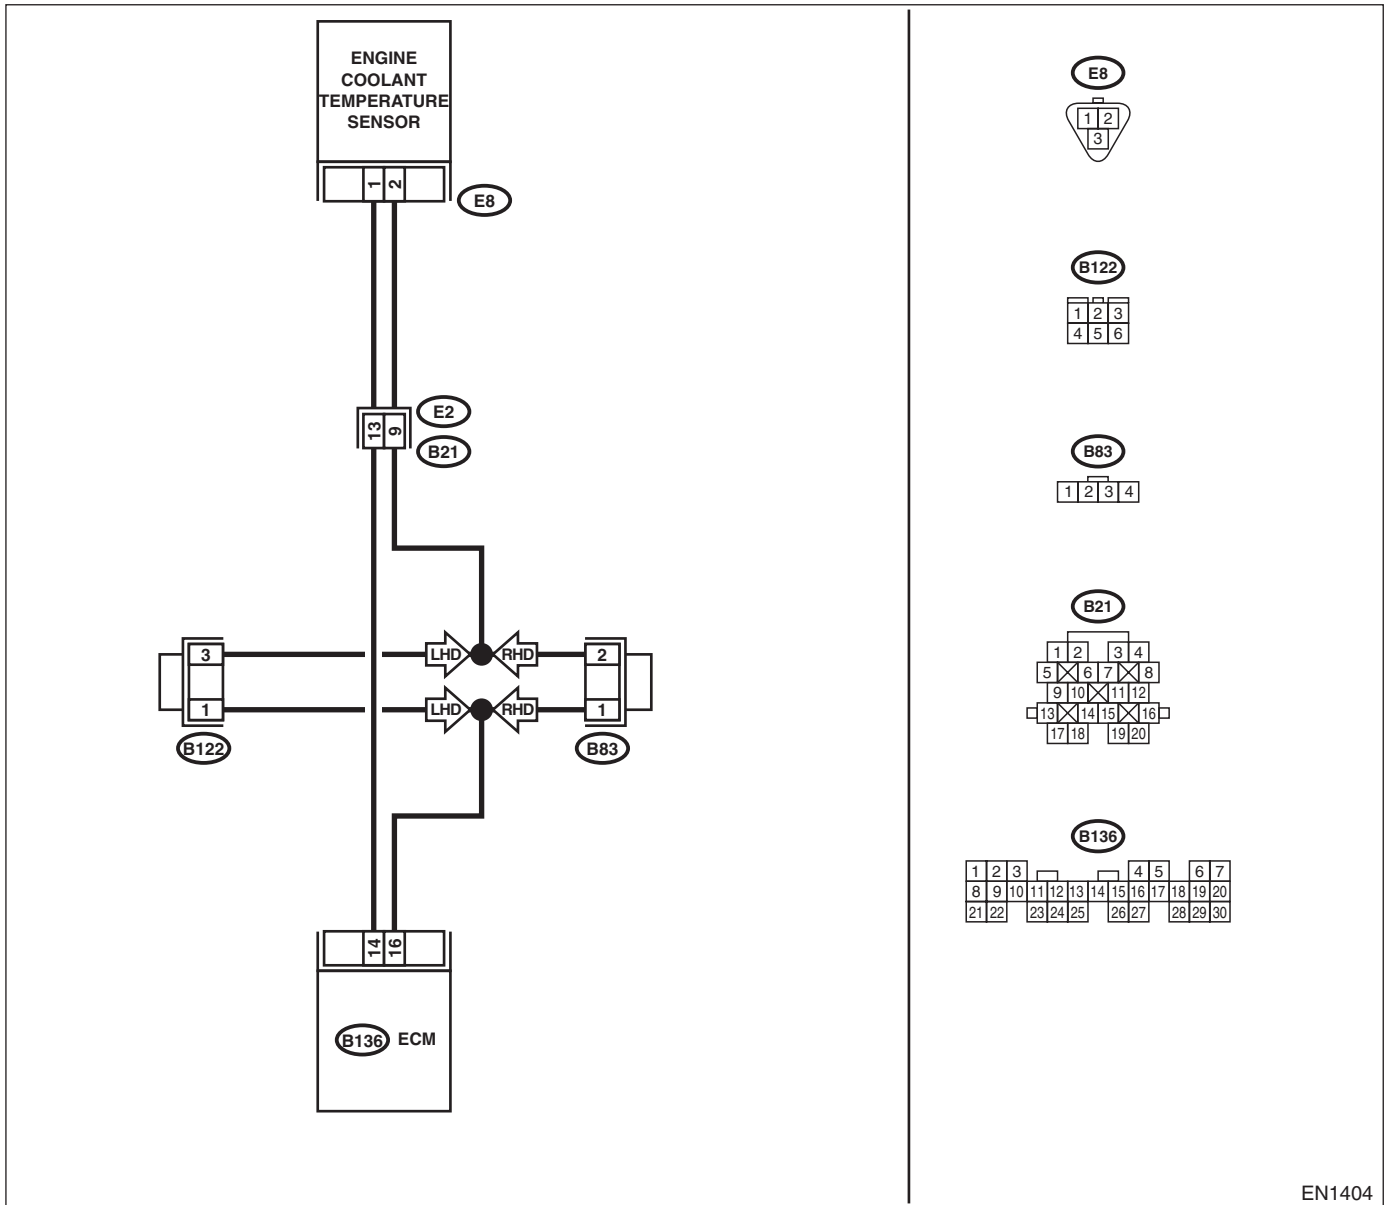 ENGINE
COOLANT
TEMPERATURE
SENSOR
1 2
E8
E2
13 9
B21
3 LHD RHD 2
1 LHD RHD 1
B122 B83
14 16
B136 ECM
E8
1 2
3
B122
1 2 3
4 5 6
B83
1 2 3 4
B21
1 2 3 4
5 6 7 8
9 10 11 12
13 14 15 16
17 18 19 20
B136
1 2 3 4 5 6 7
8 9 10 11 12 13 14 15 16 17 18 19 20
21 22 23 24 25 26 27 28 29 30
EN1404